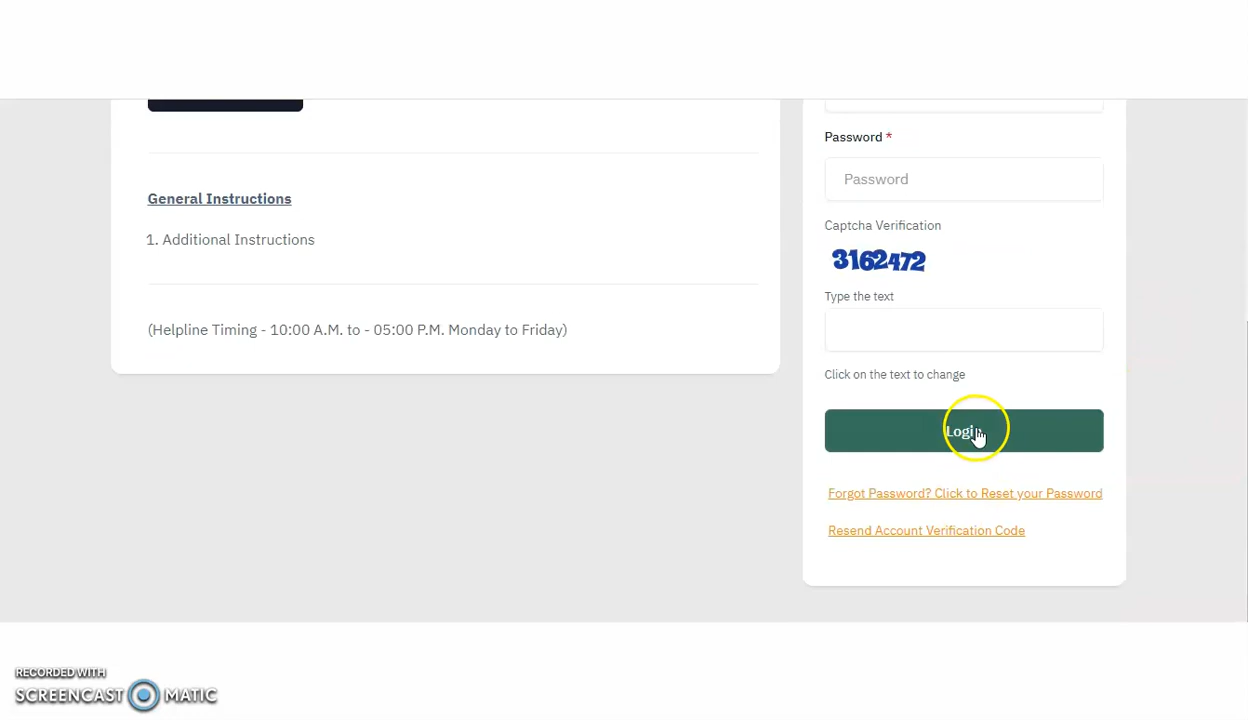 General Instructions
1. Additional Instructions
(Helpline Timing - 10:00 A.M. to - 05:00 P.M. Monday to Friday)
Password *
Password
Captcha Verification
3162472
Type the text
Click on the text to change
Login
Forgot Password? Click to Reset your Password
Resend Account Verification Code
RECORDED WITH
SCREENCAST MATIC